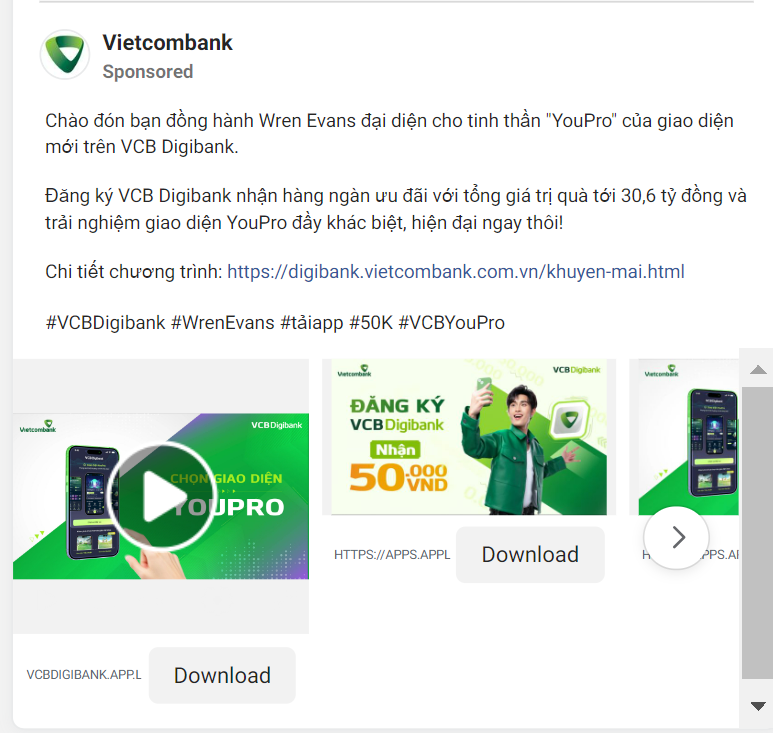 Vietcombank
Sponsored
Chào đón bạn đồng hành Wren Evans đại diện cho tinh thần "YouPro" của giao diện
mới trên VCB Digibank.
Đăng ký VCB Digibank nhận hàng ngàn ưu đãi với tổng giá trị quà tới 30,6 tỷ đồng và
trải nghiệm giao diện YouPro đầy khác biệt, hiện đại ngay thôi!
Chi tiết chương trình: https://digibank.vietcombank.com.vn/khuyen-mai.html
#VCBDigibank #WrenEvans #tảiapp #50K #VCBYouPro
Vietcombank
VCB Digibank
CHỌN GIAO DIỆN
YOUPRO
VCBDIGIBANK.APP.L
Download
Vietcombank
VCB Digibank
ĐĂNG KÝ
VCB Digibank
Nhận
50.000
VND
HTTPS://APPS.APPL
Download
Vietcombank